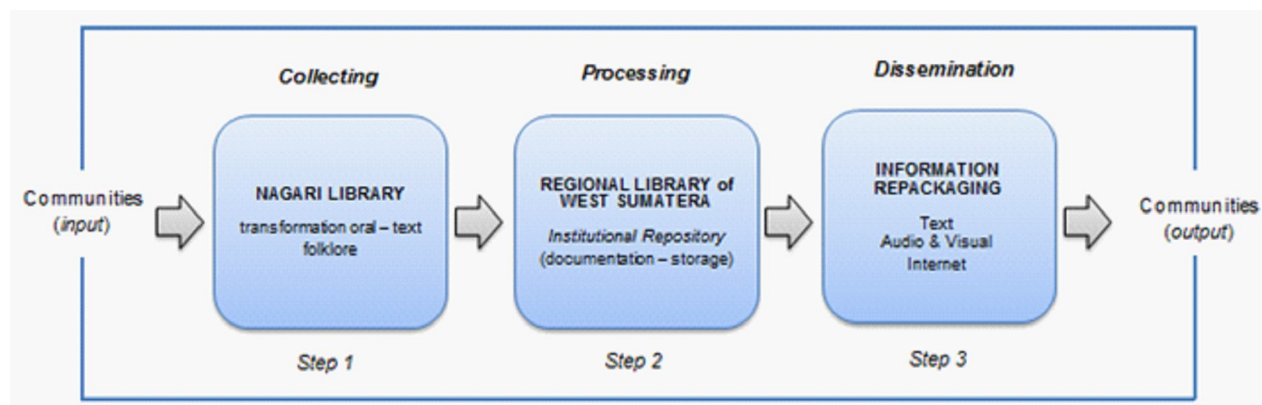 Collecting
Processing
Dissemination
Communities
(input)
NAGARI LIBRARY
transformation oral – text
folklore
REGIONAL LIBRARY of
WEST SUMATERA
Institutional Repository
(documentation – storage)
INFORMATION
REPACKAGING
Text
Audio & Visual
Internet
Communities
(output)
Step 1
Step 2
Step 3